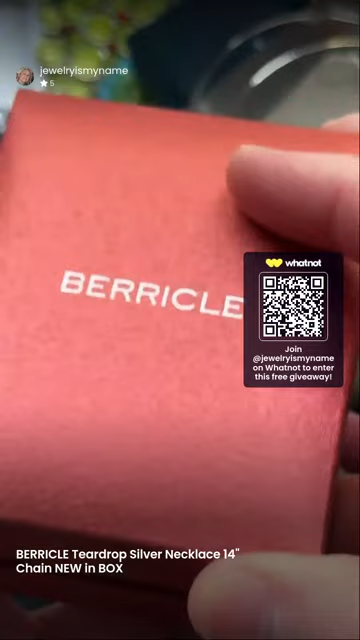 jewelryismyname
★ 5
BERRICLE
whatnot
Join
@jewelryismyname
on Whatnot to enter
this free giveaway!
BERRICLE Teardrop Silver Necklace 14"
Chain NEW in BOX